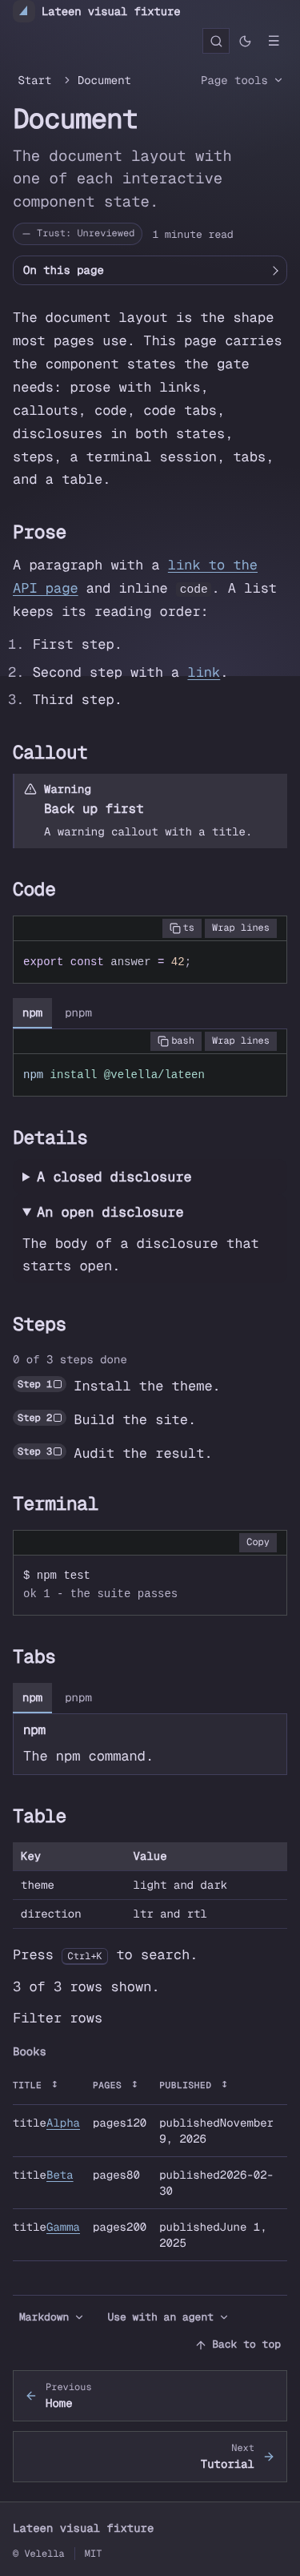 Lateen visual fixture
Start > Document
Page tools
Document
The document layout with
one of each interactive
component state.
— Trust: Unreviewed
1 minute read
On this page
The document layout is the shape
most pages use. This page carries
the component states the gate
needs: prose with links,
callouts, code, code tabs,
disclosures in both states,
steps, a terminal session, tabs,
and a table.
Prose
A paragraph with a link to the
API page and inline code. A list
keeps its reading order:
1. First step.
2. Second step with a link.
3. Third step.
Callout
Warning
Back up first
A warning callout with a title.
Code
ts
Wrap lines
export const answer = 42;
npm
pnpm
bash
Wrap lines
npm install @velella/lateen
Details
A closed disclosure
An open disclosure
The body of a disclosure that
starts open.
Steps
0 of 3 steps done
Step 1 Install the theme.
Step 2 Build the site.
Step 3 Audit the result.
Terminal
Copy
$ npm test
ok 1 - the suite passes
Tabs
npm
pnpm
npm
The npm command.
Table
Key Value
theme light and dark
direction ltr and rtl
Press Ctrl+K to search.
3 of 3 rows shown.
Filter rows
Books
TITLE ↕ PAGES ↕ PUBLISHED ↕
titleAlpha pages120 publishedNovember
9, 2026
titleBeta pages80 published2026-02-
30
titleGamma pages200 publishedJune 1,
2025
Markdown
Use with an agent
↑ Back to top
← Previous
Home
Next
Tutorial →
Lateen visual fixture
© Velella
MIT